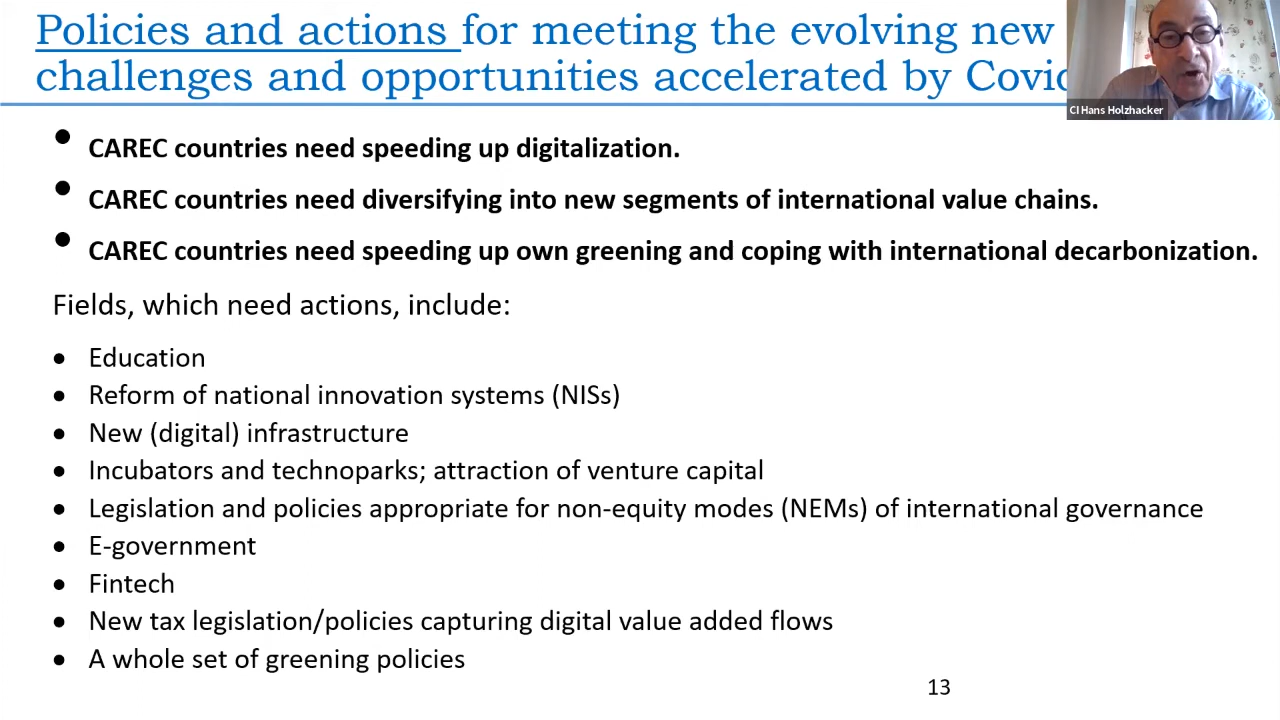 Policies and actions for meeting the evolving new
challenges and opportunities accelerated by Covid
CI Hans Holzhacker
• CAREC countries need speeding up digitalization.
• CAREC countries need diversifying into new segments of international value chains.
• CAREC countries need speeding up own greening and coping with international decarbonization.
Fields, which need actions, include:
• Education
• Reform of national innovation systems (NISs)
• New (digital) infrastructure
• Incubators and technoparks; attraction of venture capital
• Legislation and policies appropriate for non-equity modes (NEMs) of international governance
• E-government
• Fintech
• New tax legislation/policies capturing digital value added flows
• A whole set of greening policies
13